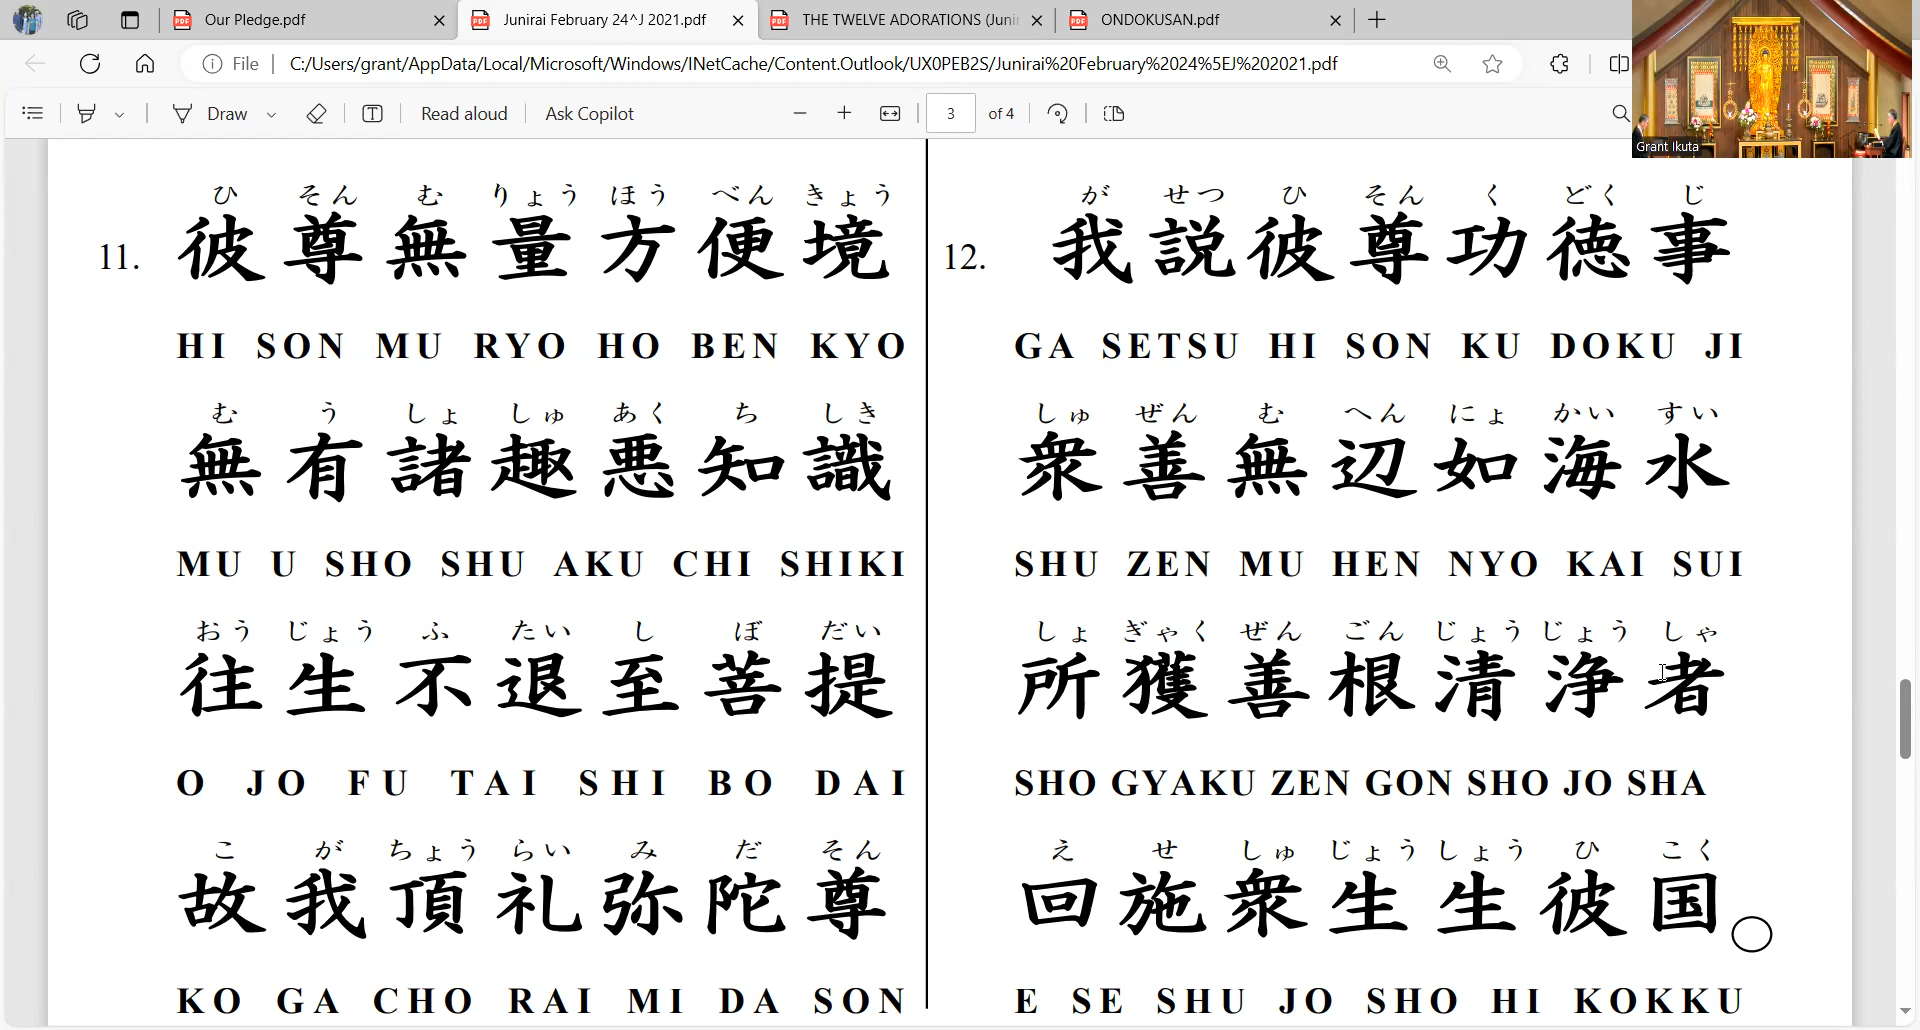 Our Pledge.pdf
Junirai February 24^J 2021.pdf
THE TWELVE ADORATIONS (Juni
ONDOKUSAN.pdf
File
C:/Users/grant/AppData/Local/Microsoft/Windows/INetCache/Content.Outlook/UX0PEB2S/Junirai%20February%2024%5EJ%202021.pdf
Draw
Read aloud
Ask Copilot
3 of 4
Grant Ikuta
11.
ひ そん む りょう ほう べん きょう
彼 尊 無 量 方 便 境
HI SON MU RYO HO BEN KYO
む う しょ しゅ あく ち しき
無 有 諸 趣 悪 知 識
MU U SHO SHU AKU CHI SHIKI
おう じょう ふ たい し ぼ だい
往 生 不 退 至 菩 提
O JO FU TAI SHI BO DAI
こ が ちょう らい み だ そん
故 我 頂 礼 弥 陀 尊
KO GA CHO RAI MI DA SON
12.
が せつ ひ そん く どく じ
我 説 彼 尊 功 徳 事
GA SETSU HI SON KU DOKU JI
しゅ ぜん む へん にょ かい すい
衆 善 無 辺 如 海 水
SHU ZEN MU HEN NYO KAI SUI
しょ ぎゃく ぜん ごん じょう じょう しゃ
所 獲 善 根 清 浄 者
SHO GYAKU ZEN GON SHO JO SHA
え せ しゅ じょう しょう ひ こく
回 施 衆 生 生 彼 国
E SE SHU JO SHO HI KOKKU